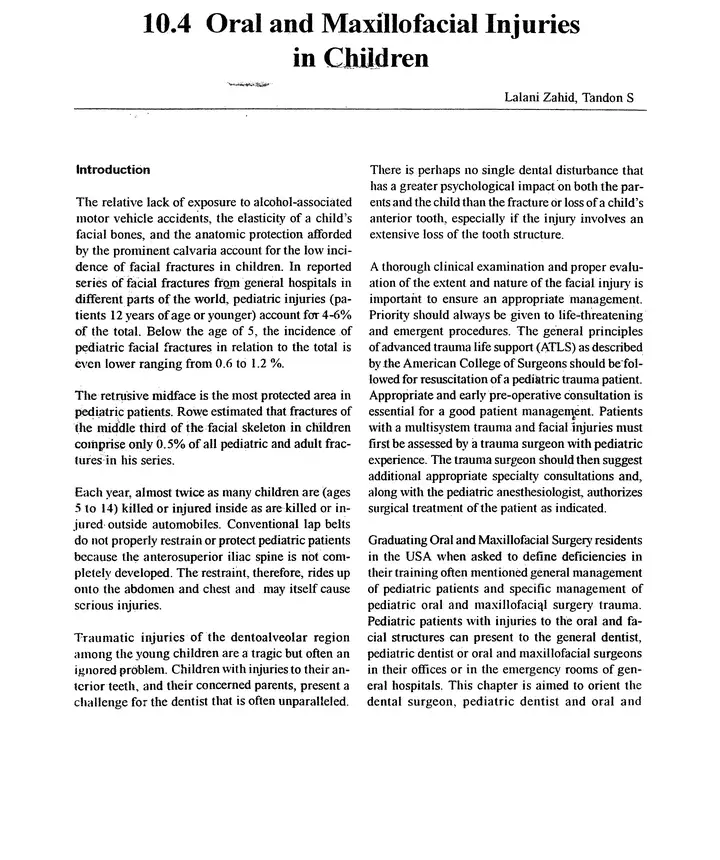 10.4 Oral and Maxillofacial Injuries
in Children
Lalani Zahid, Tandon S
Introduction
The relative lack of exposure to alcohol-associated
motor vehicle accidents, the elasticity of a child's
facial bones, and the anatomic protection afforded
by the prominent calvaria account for the low inci-
dence of facial fractures in children. In reported
series of facial fractures from general hospitals in
different parts of the world, pediatric injuries (pa-
tients 12 years of age or younger) account for 4-6%
of the total. Below the age of 5, the incidence of
pediatric facial fractures in relation to the total is
even lower ranging from 0.6 to 1.2 %.
The retrusive midface is the most protected area in
pediatric patients. Rowe estimated that fractures of
the middle third of the facial skeleton in children
comprise only 0.5% of all pediatric and adult frac-
tures in his series.
Each year, almost twice as many children are (ages
5 to 14) killed or injured inside as are killed or in-
jured outside automobiles. Conventional lap belts
do not properly restrain or protect pediatric patients
because the anterosuperior iliac spine is not com-
pletely developed. The restraint, therefore, rides up
onto the abdomen and chest and may itself cause
serious injuries.
Traumatic injuries of the dentoalveolar region
among the young children are a tragic but often an
ignored problem. Children with injuries to their an-
terior teeth, and their concerned parents, present a
challenge for the dentist that is often unparalleled.
There is perhaps no single dental disturbance that
has a greater psychological impact on both the par-
ents and the child than the fracture or loss of a child's
anterior tooth, especially if the injury involves an
extensive loss of the tooth structure.
A thorough clinical examination and proper evalu-
ation of the extent and nature of the facial injury is
important to ensure an appropriate management.
Priority should always be given to life-threatening
and emergent procedures. The general principles
of advanced trauma life support (ATLS) as described
by the American College of Surgeons should be fol-
lowed for resuscitation of a pediatric trauma patient.
Appropriate and early pre-operative consultation is
essential for a good patient management. Patients
with a multisystem trauma and facial injuries must
first be assessed by a trauma surgeon with pediatric
experience. The trauma surgeon should then suggest
additional appropriate specialty consultations and,
along with the pediatric anesthesiologist, authorizes
surgical treatment of the patient as indicated.
Graduating Oral and Maxillofacial Surgery residents
in the USA when asked to define deficiencies in
their training often mentioned general management
of pediatric patients and specific management of
pediatric oral and maxillofacial surgery trauma.
Pediatric patients with injuries to the oral and fa-
cial structures can present to the general dentist,
pediatric dentist or oral and maxillofacial surgeons
in their offices or in the emergency rooms of gen-
eral hospitals. This chapter is aimed to orient the
dental surgeon, pediatric dentist and oral and